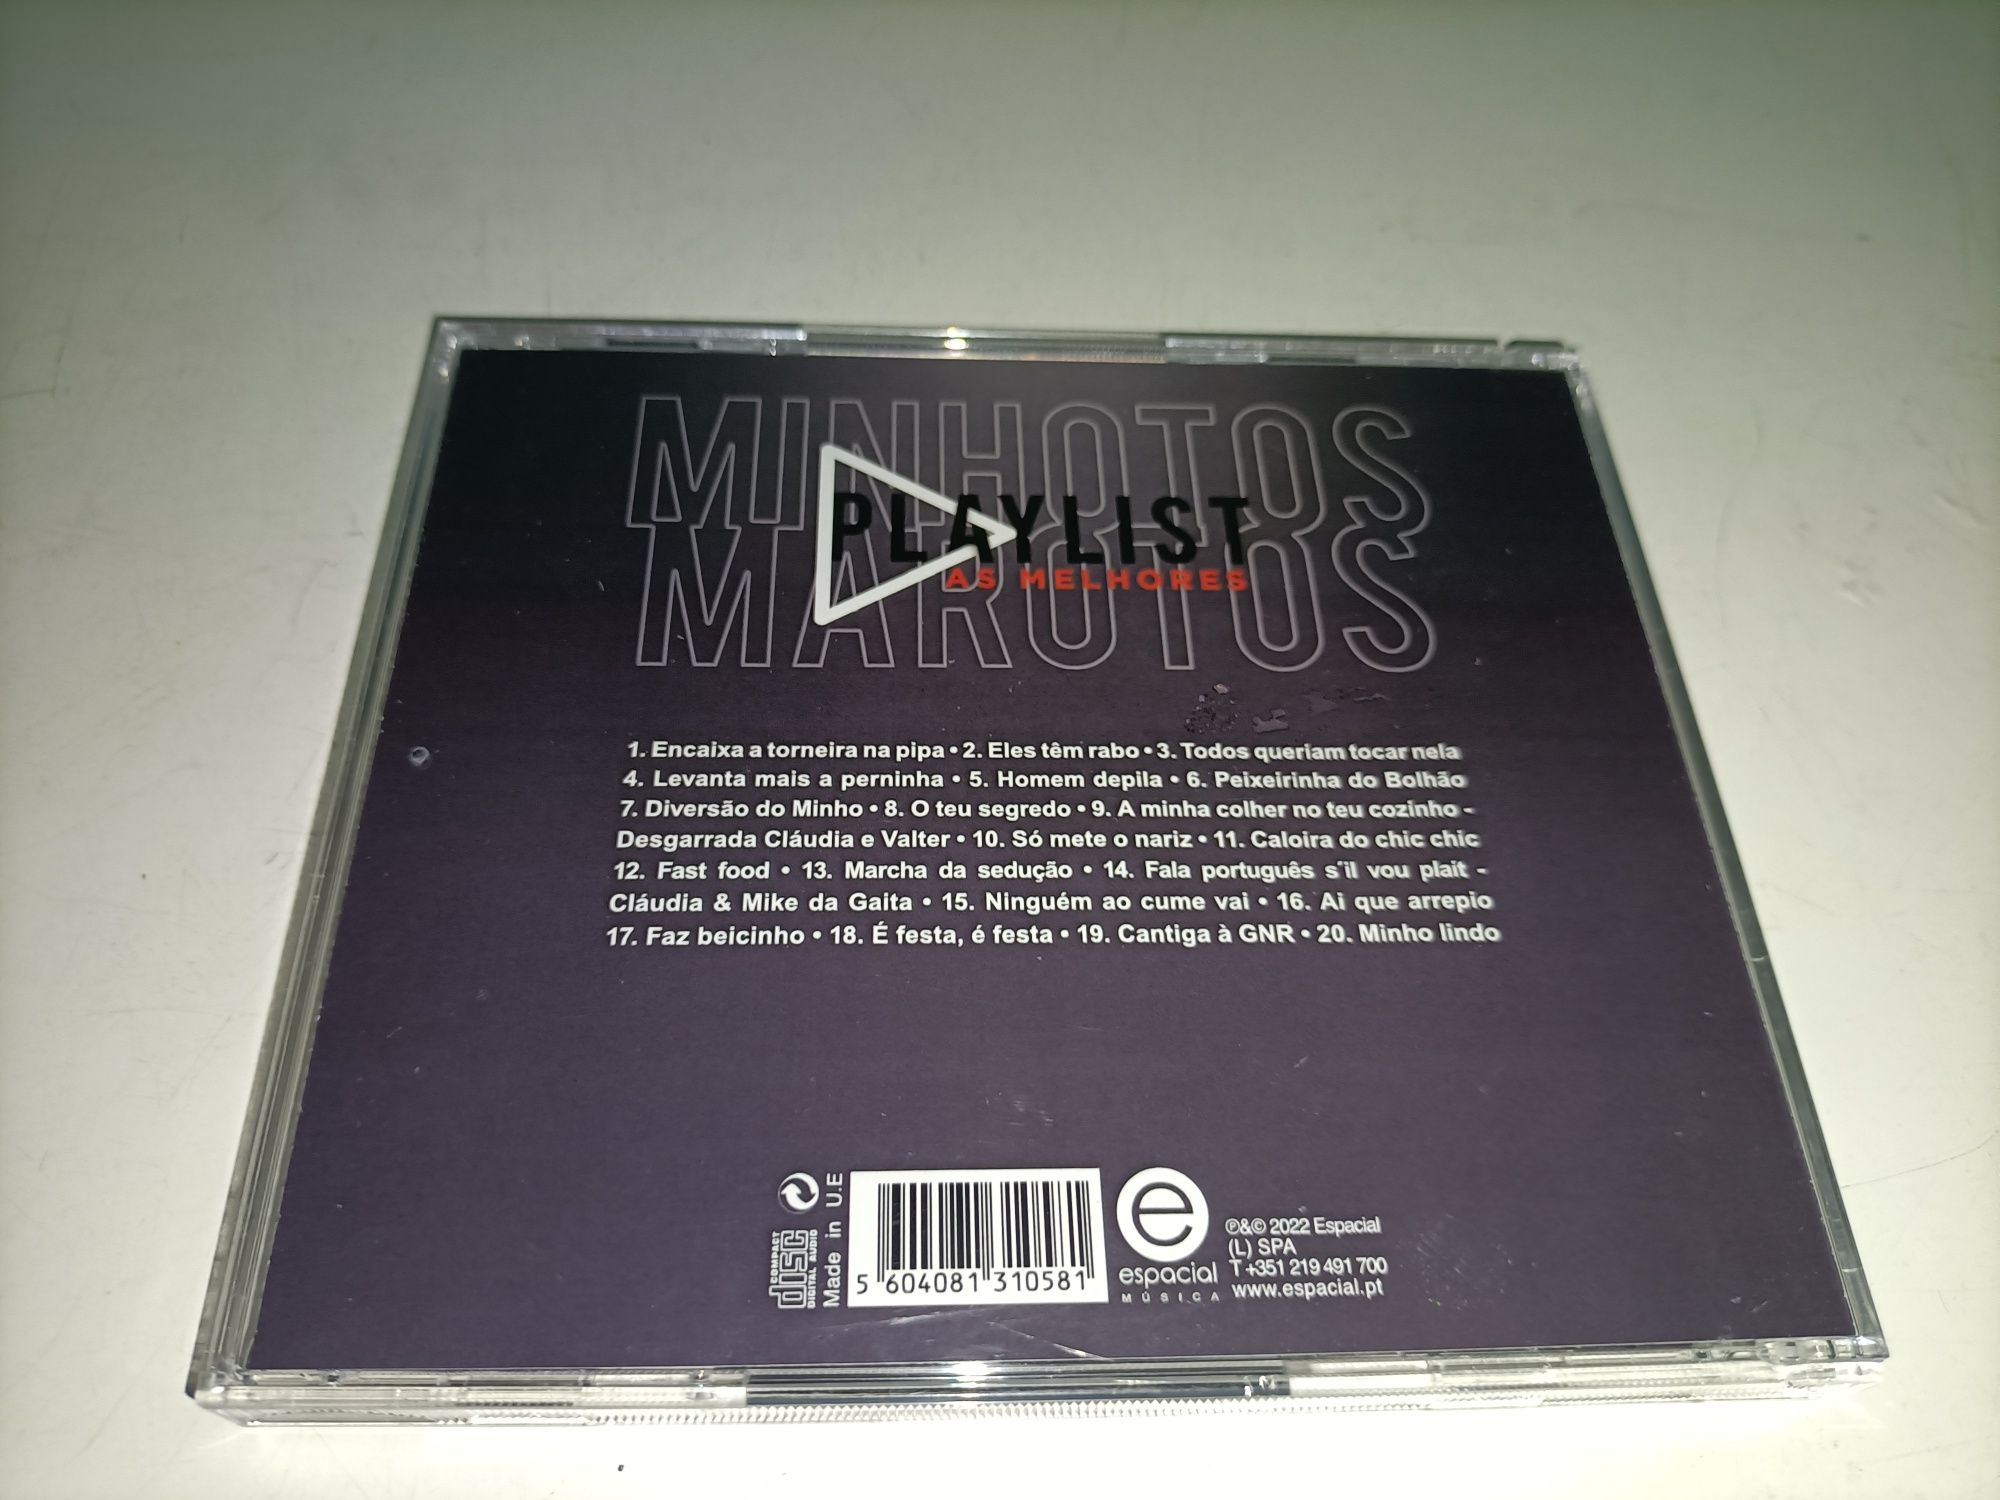 MINHOTOS
PLAYLIST
AS MELHORES
MAROTOS
1. Encaixa a torneira na pipa • 2. Eles têm rabo • 3. Todos queriam tocar nela
4. Levanta mais a perninha • 5. Homem depila • 6. Peixeirinha do Bolhão
7. Diversão do Minho • 8. O teu segredo • 9. A minha colher no teu cozinho -
Desgarrada Cláudia e Valter • 10. Só mete o nariz • 11. Caloira do chic chic
12. Fast food • 13. Marcha da sedução • 14. Fala português s´il vou plait -
Cláudia & Mike da Gaita • 15. Ninguém ao cume vai • 16. Ai que arrepio
17. Faz beicinho • 18. É festa, é festa • 19. Cantiga à GNR • 20. Minho lindo
COMPACT
disc
DIGITAL AUDIO
Made in U.E
5 604081 310581
e
espacial
MÚSICA
℗&© 2022 Espacial
(L) SPA
T +351 219 491 700
www.espacial.pt